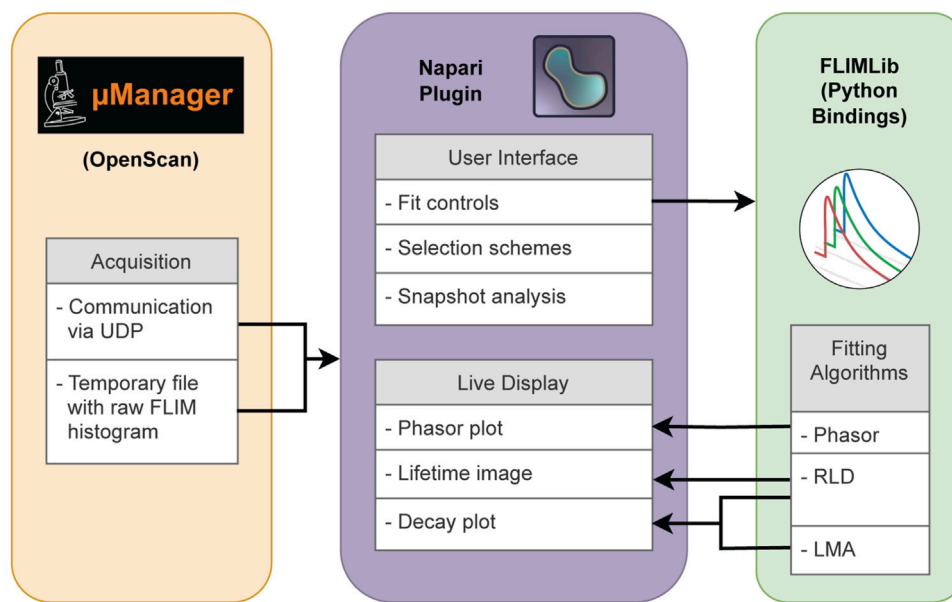 µManager
(OpenScan)
Acquisition
- Communication
via UDP
- Temporary file
with raw FLIM
histogram
Napari
Plugin
User Interface
- Fit controls
- Selection schemes
- Snapshot analysis
Live Display
- Phasor plot
- Lifetime image
- Decay plot
FLIMLib
(Python
Bindings)
Fitting
Algorithms
- Phasor
- RLD
- LMA